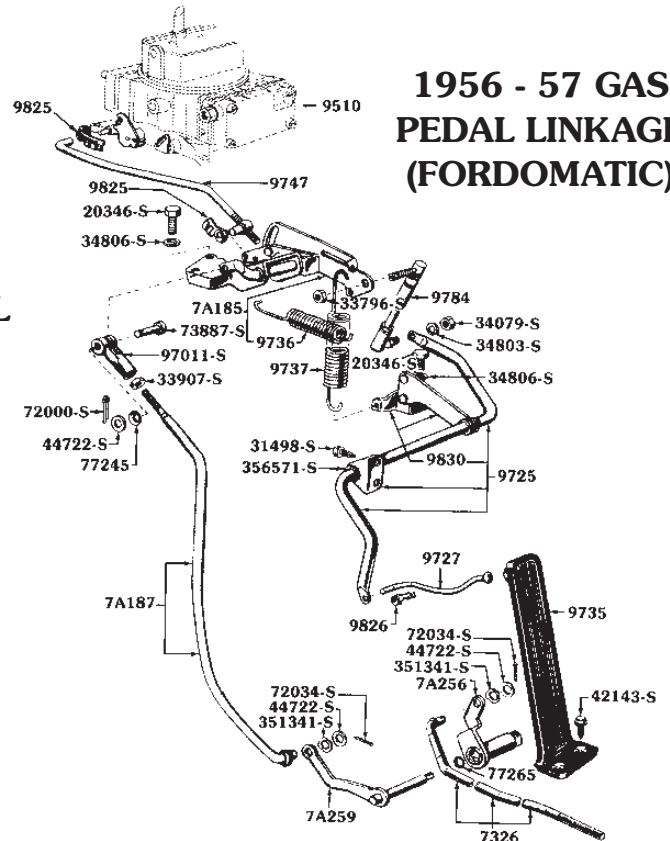 1956 - 57 GAS
PEDAL LINKAGE
(FORDOMATIC)
9825
9510
9825
9747
20346-S
34806-S
L
7A185
33796-S
9784
73887-S
9736
34079-S
97011-S
9737
20346-S
34803-S
33907-S
34806-S
72000-S
44722-S
77245
31498-S
9830
356571-S
9725
9727
7A187
9826
9735
72034-S
44722-S
351341-S
7A256
42143-S
72034-S
44722-S
351341-S
77265
7A259
7326